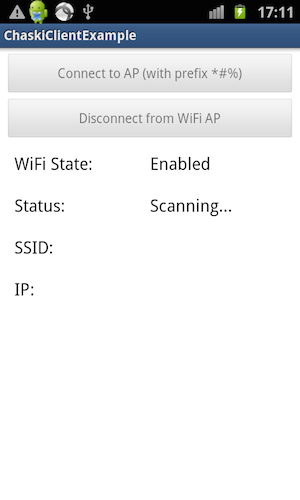 17:11
ChaskiClientExample
Connect to AP (with prefix *#%)
Disconnect from WiFi AP
WiFi State: Enabled
Status: Scanning...
SSID:
IP: